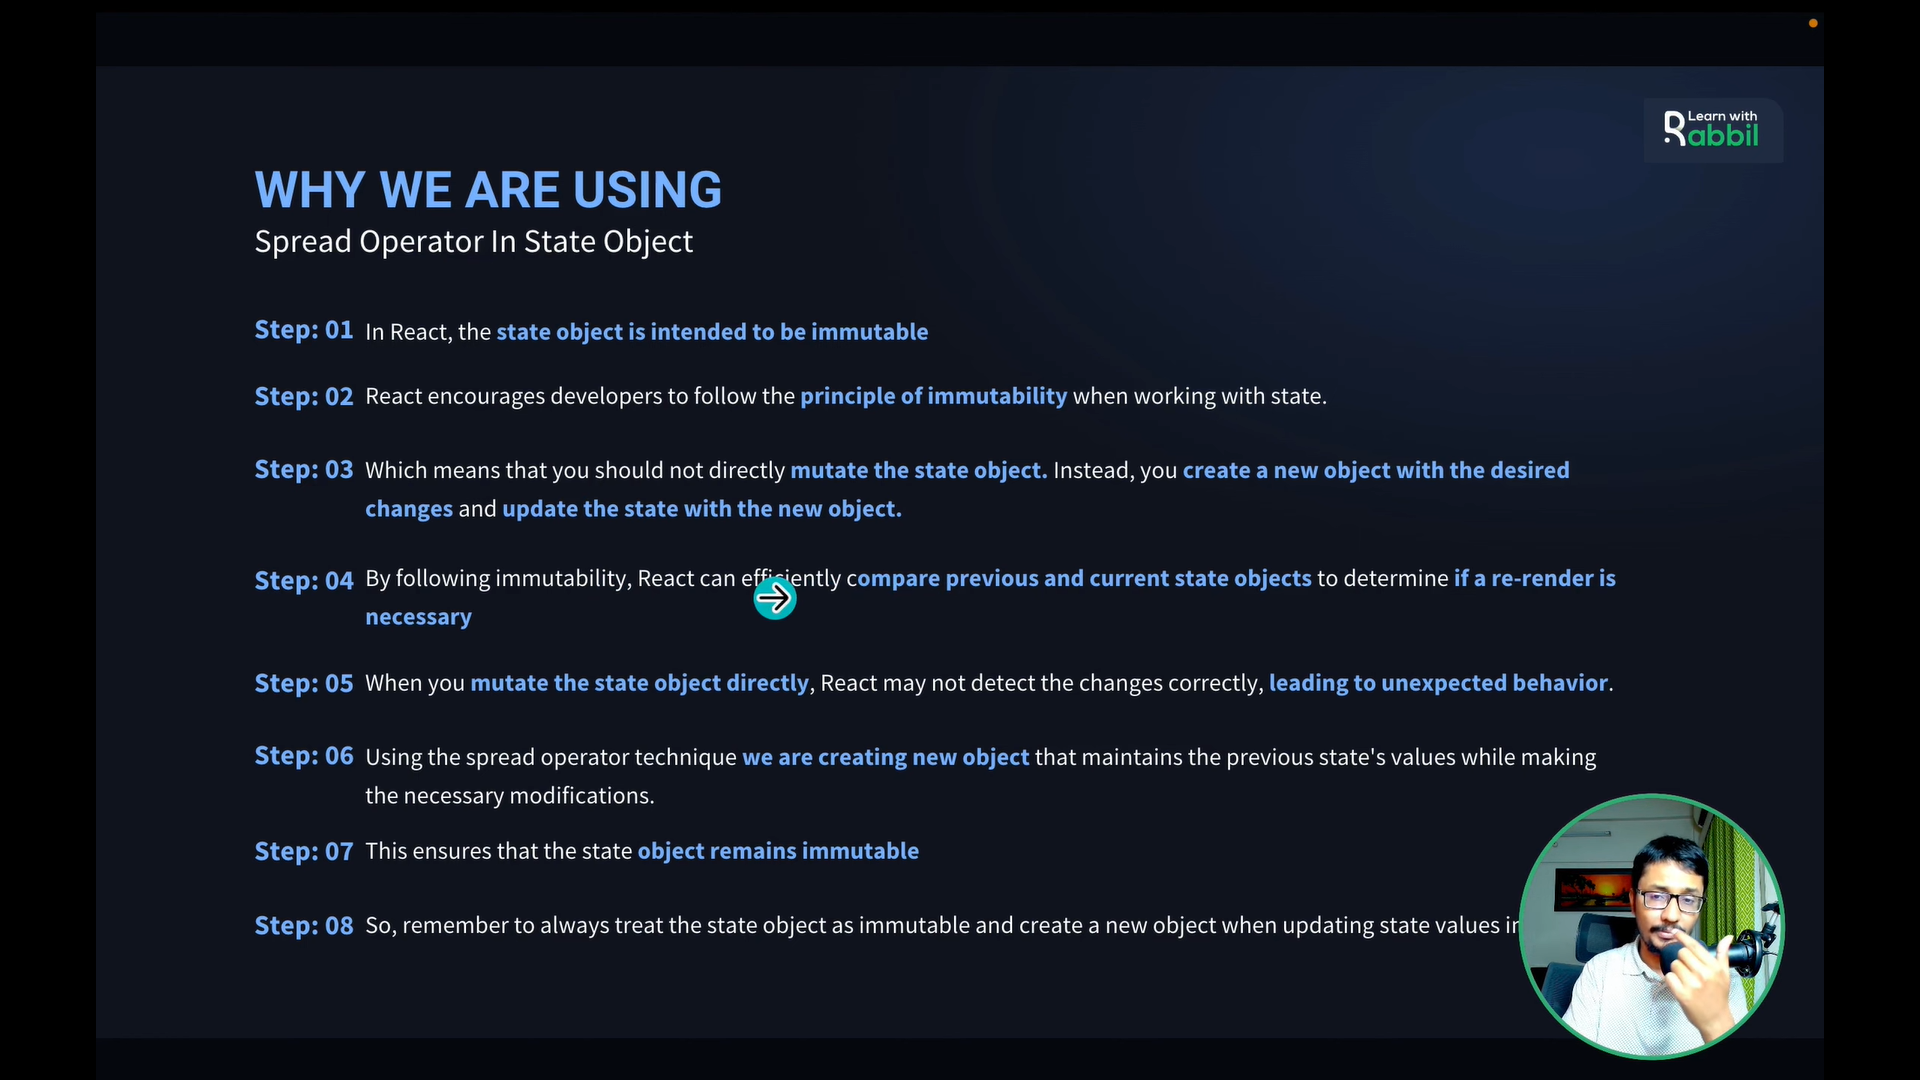 Learn with
Rabbil
WHY WE ARE USING
Spread Operator In State Object
Step: 01 In React, the state object is intended to be immutable
Step: 02 React encourages developers to follow the principle of immutability when working with state.
Step: 03 Which means that you should not directly mutate the state object. Instead, you create a new object with the desired
changes and update the state with the new object.
Step: 04 By following immutability, React can efficiently compare previous and current state objects to determine if a re-render is
necessary
Step: 05 When you mutate the state object directly, React may not detect the changes correctly, leading to unexpected behavior.
Step: 06 Using the spread operator technique we are creating new object that maintains the previous state's values while making
the necessary modifications.
Step: 07 This ensures that the state object remains immutable
Step: 08 So, remember to always treat the state object as immutable and create a new object when updating state values